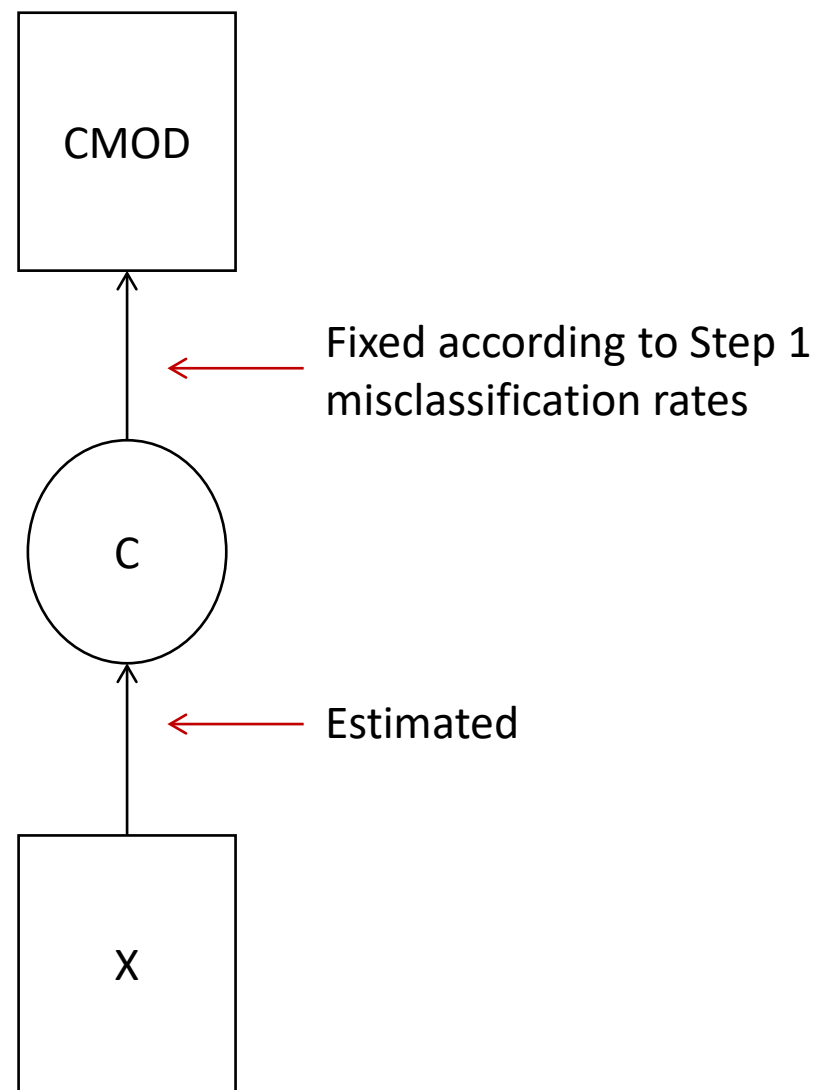 CMOD
Fixed according to Step 1
misclassification rates
C
Estimated
X